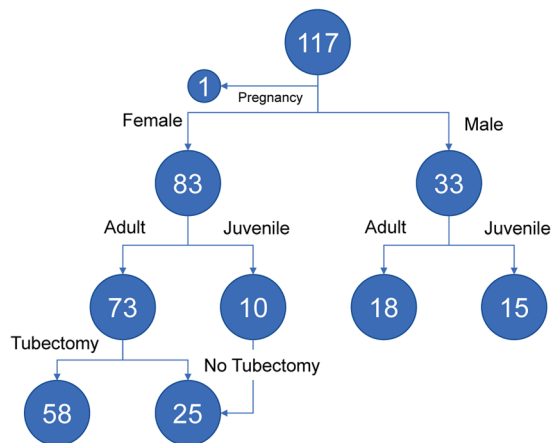 117
1
Pregnancy
Female
Male
83
33
Adult
Juvenile
Adult
Juvenile
73
10
18
15
Tubectomy
No Tubectomy
58
25